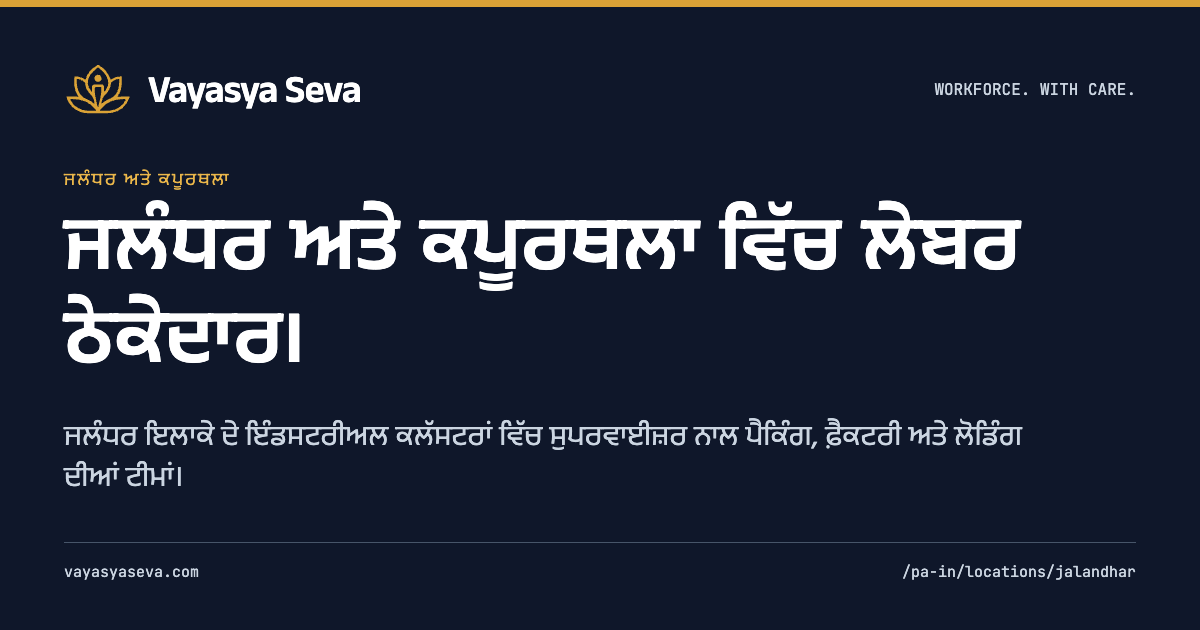 Vayasya Seva
WORKFORCE. WITH CARE.
ਜਲੰਧਰ ਅਤੇ ਕਪੂਰਥਲਾ
ਜਲੰਧਰ ਅਤੇ ਕਪੂਰਥਲਾ ਵਿੱਚ ਲੇਬਰ
ਠੇਕੇਦਾਰ।
ਜਲੰਧਰ ਇਲਾਕੇ ਦੇ ਇੰਡਸਟਰੀਅਲ ਕਲੱਸਟਰਾਂ ਵਿੱਚ ਸੁਪਰਵਾਈਜ਼ਰ ਨਾਲ ਪੈਕਿੰਗ, ਫ਼ੈਕਟਰੀ ਅਤੇ ਲੋਡਿੰਗ
ਦੀਆਂ ਟੀਮਾਂ।
vayasyaseva.com
/pa-in/locations/jalandhar